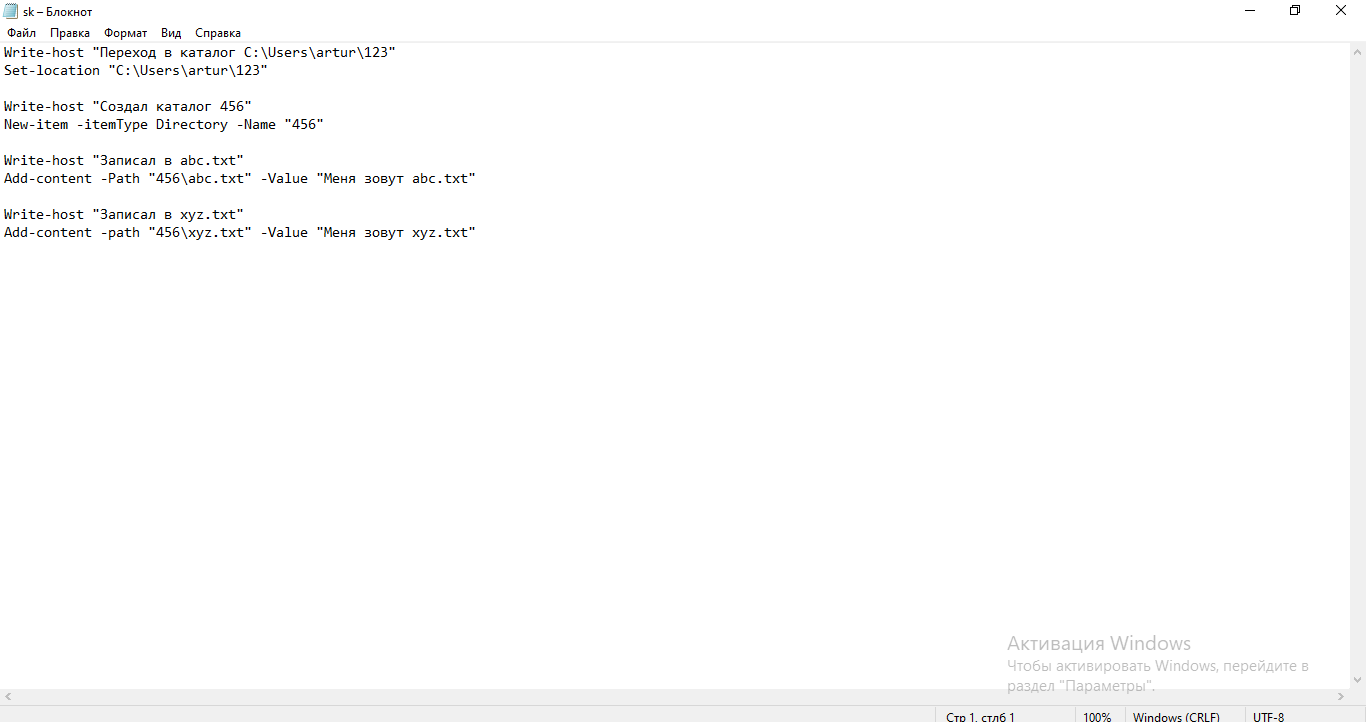 sk – Блокнот
Файл Правка Формат Вид Справка
Write-host "Переход в каталог C:\Users\artur\123"
Set-location "C:\Users\artur\123"
Write-host "Создал каталог 456"
New-item -itemType Directory -Name "456"
Write-host "Записал в abc.txt"
Add-content -Path "456\abc.txt" -Value "Меня зовут abc.txt"
Write-host "Записал в xyz.txt"
Add-content -path "456\xyz.txt" -Value "Меня зовут xyz.txt"
Активация Windows
Чтобы активировать Windows, перейдите в
раздел "Параметры".
Стр 1, стлб 1 100% Windows (CRLF) UTF-8